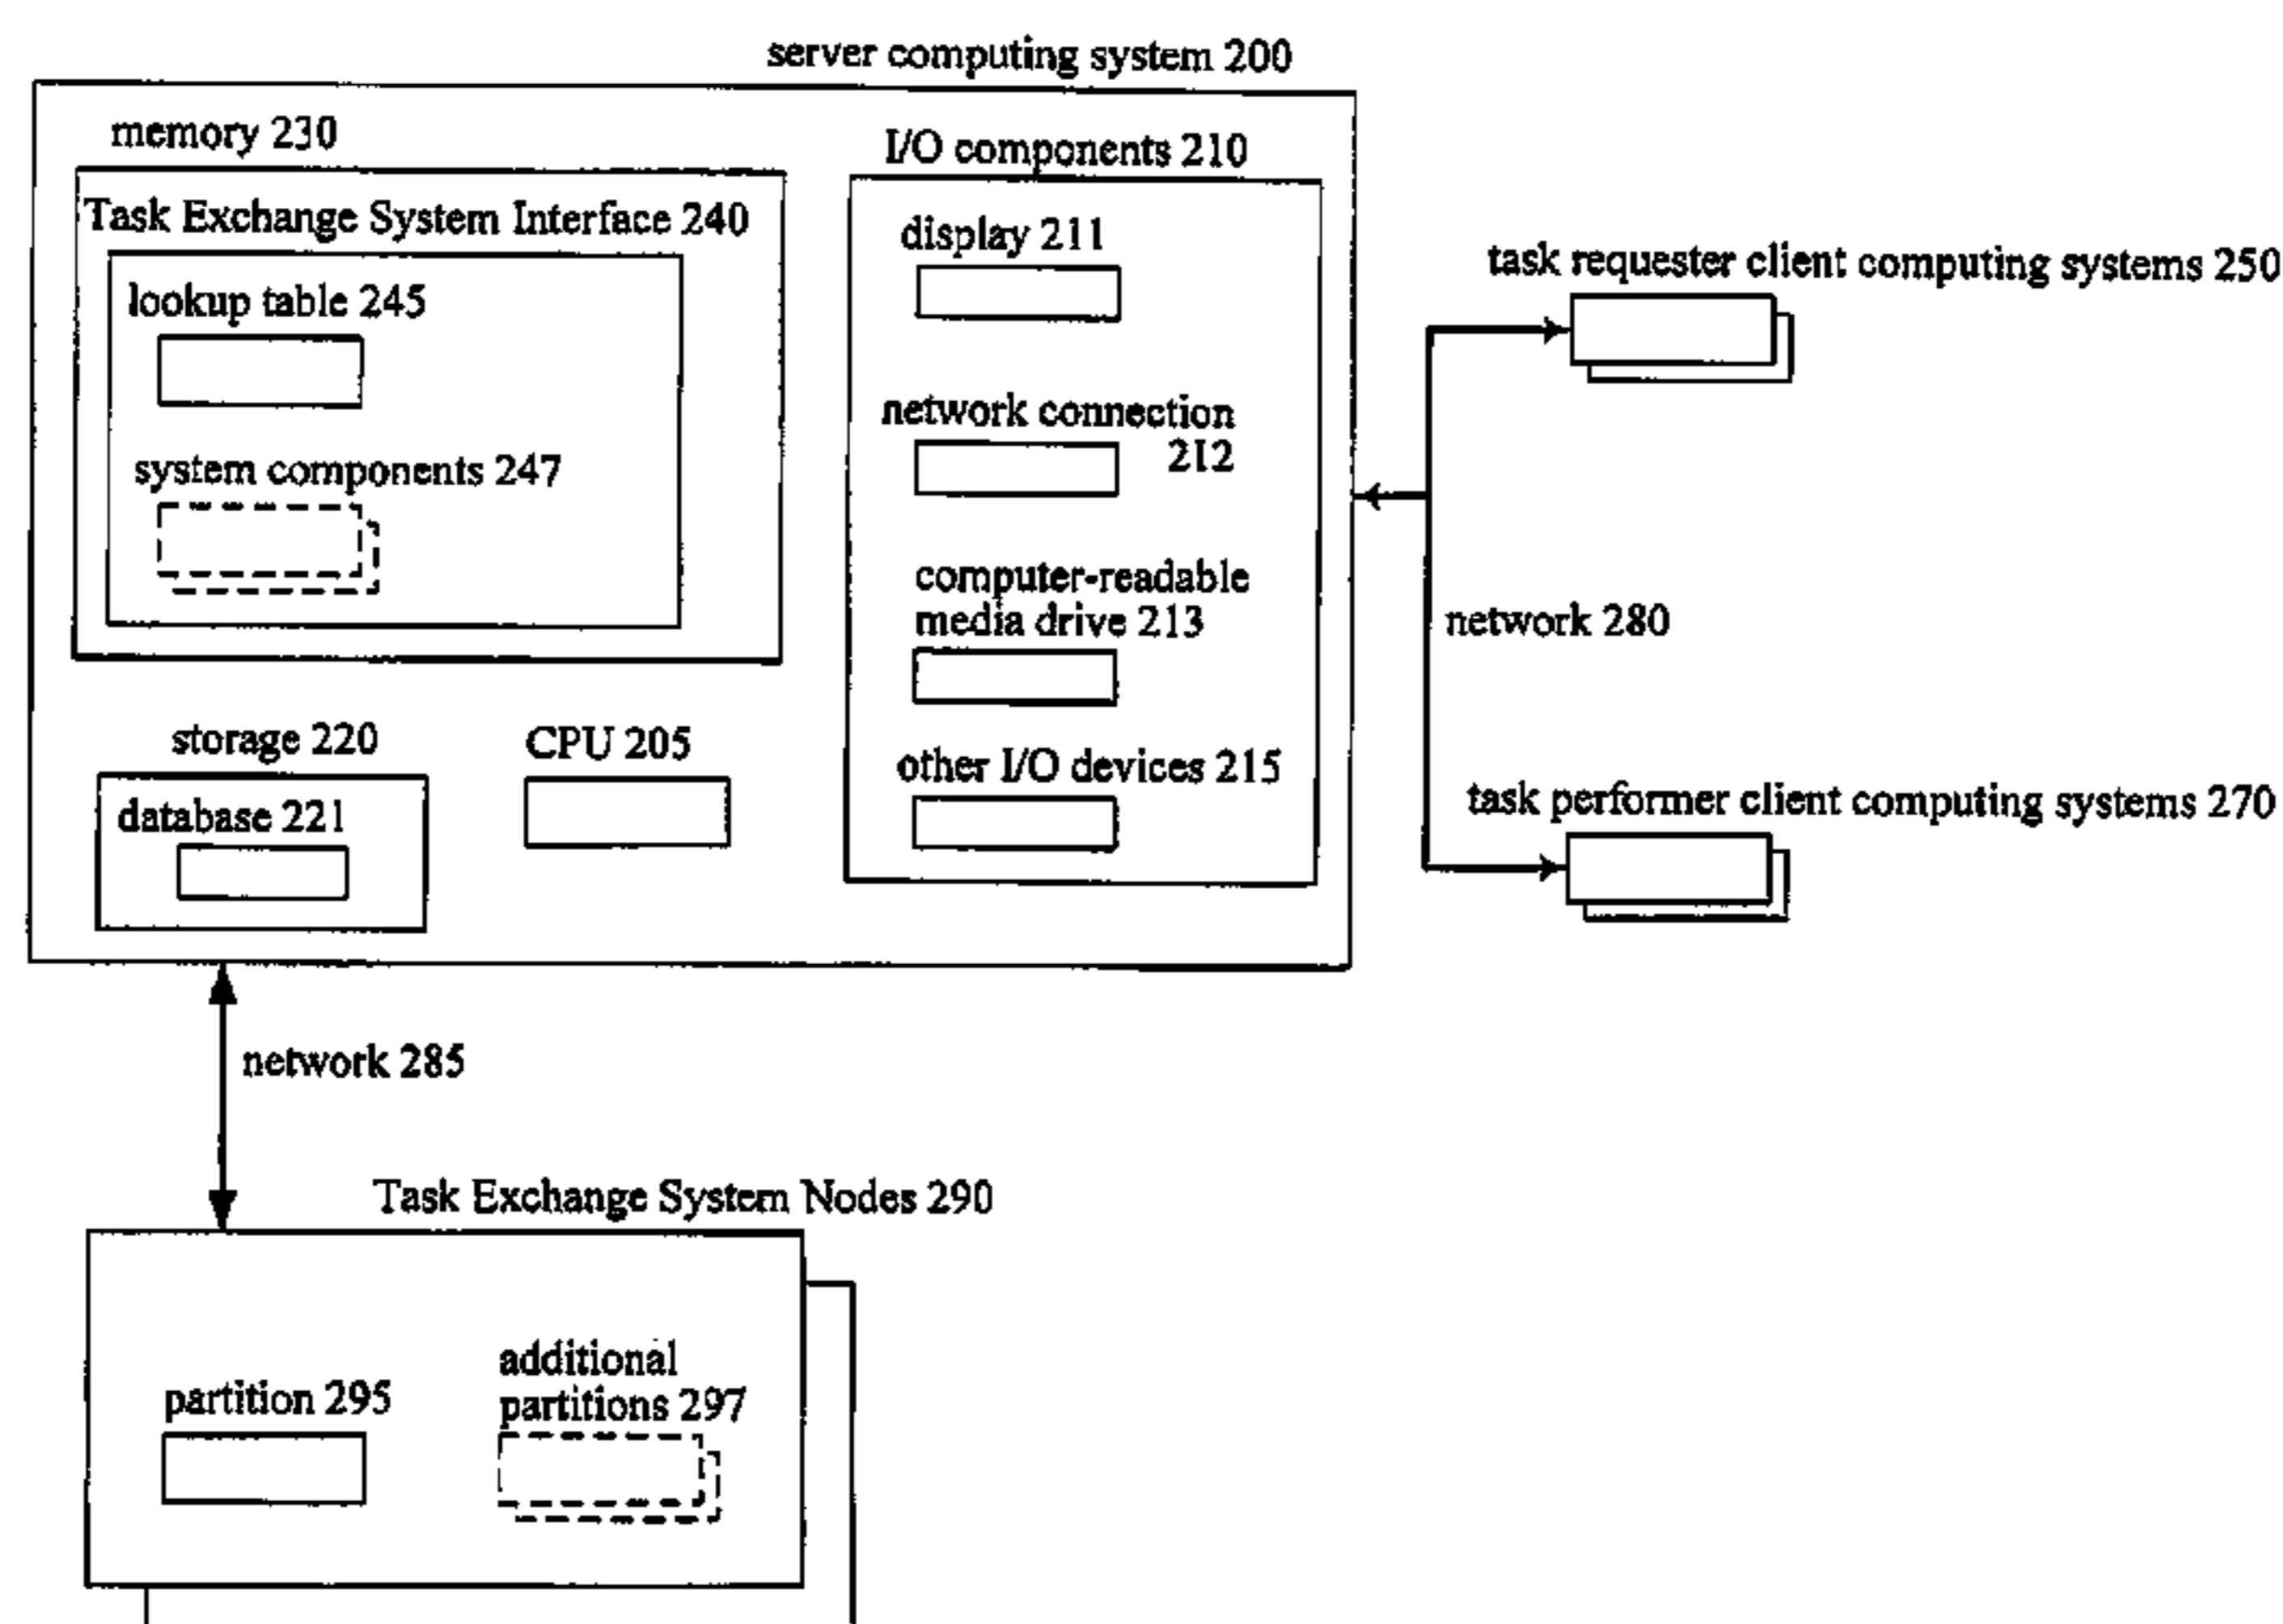 server computing system 200
memory 230
Task Exchange System Interface 240
lookup table 245
system components 247
storage 220
database 221
CPU 205
I/O components 210
display 211
network connection
212
computer-readable
media drive 213
other I/O devices 215
task requester client computing systems 250
network 280
task performer client computing systems 270
network 285
Task Exchange System Nodes 290
partition 295
additional
partitions 297